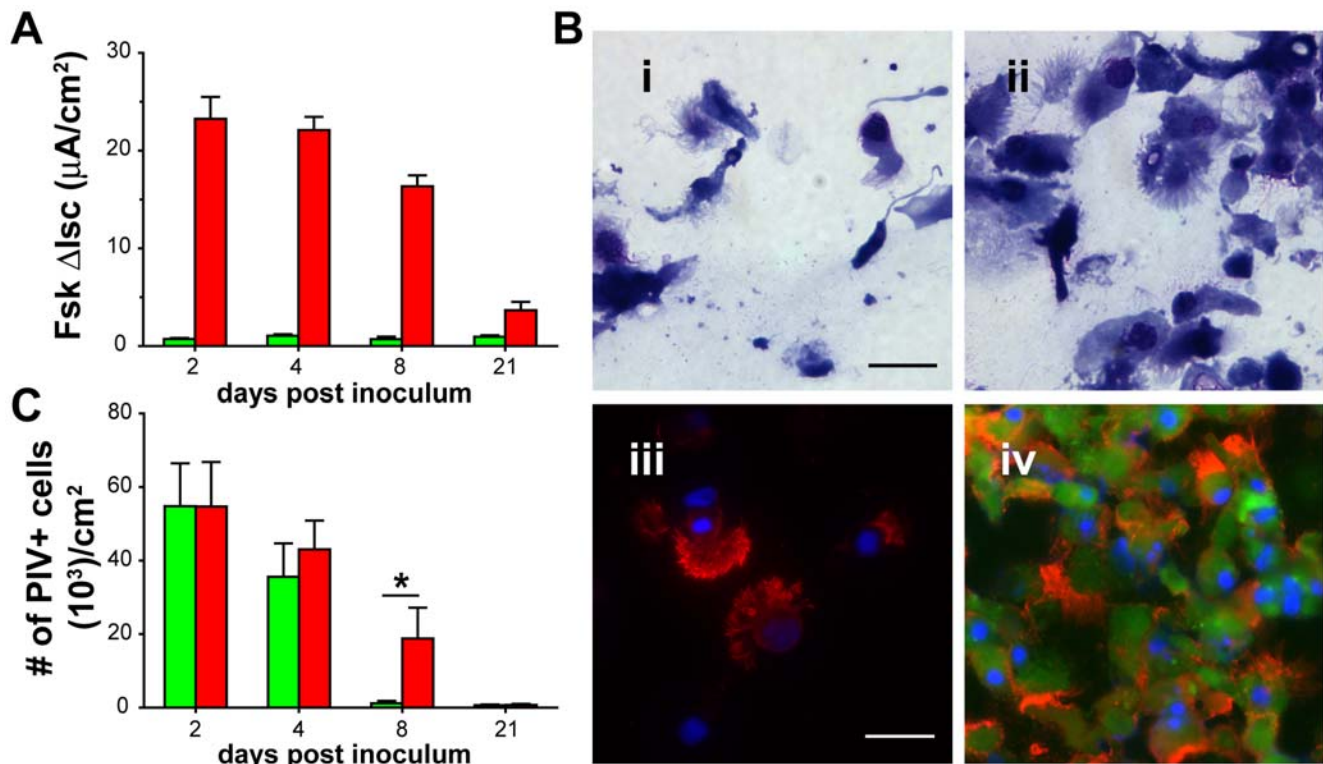 A
Fsk ΔIsc (μA/cm²)
30
20
10
0
2 4 8 21
days post inoculum
B
i
ii
iii
iv
C
# of PIV+ cells
(10³)/cm²
80
60
40
20
0
*
2 4 8 21
days post inoculum